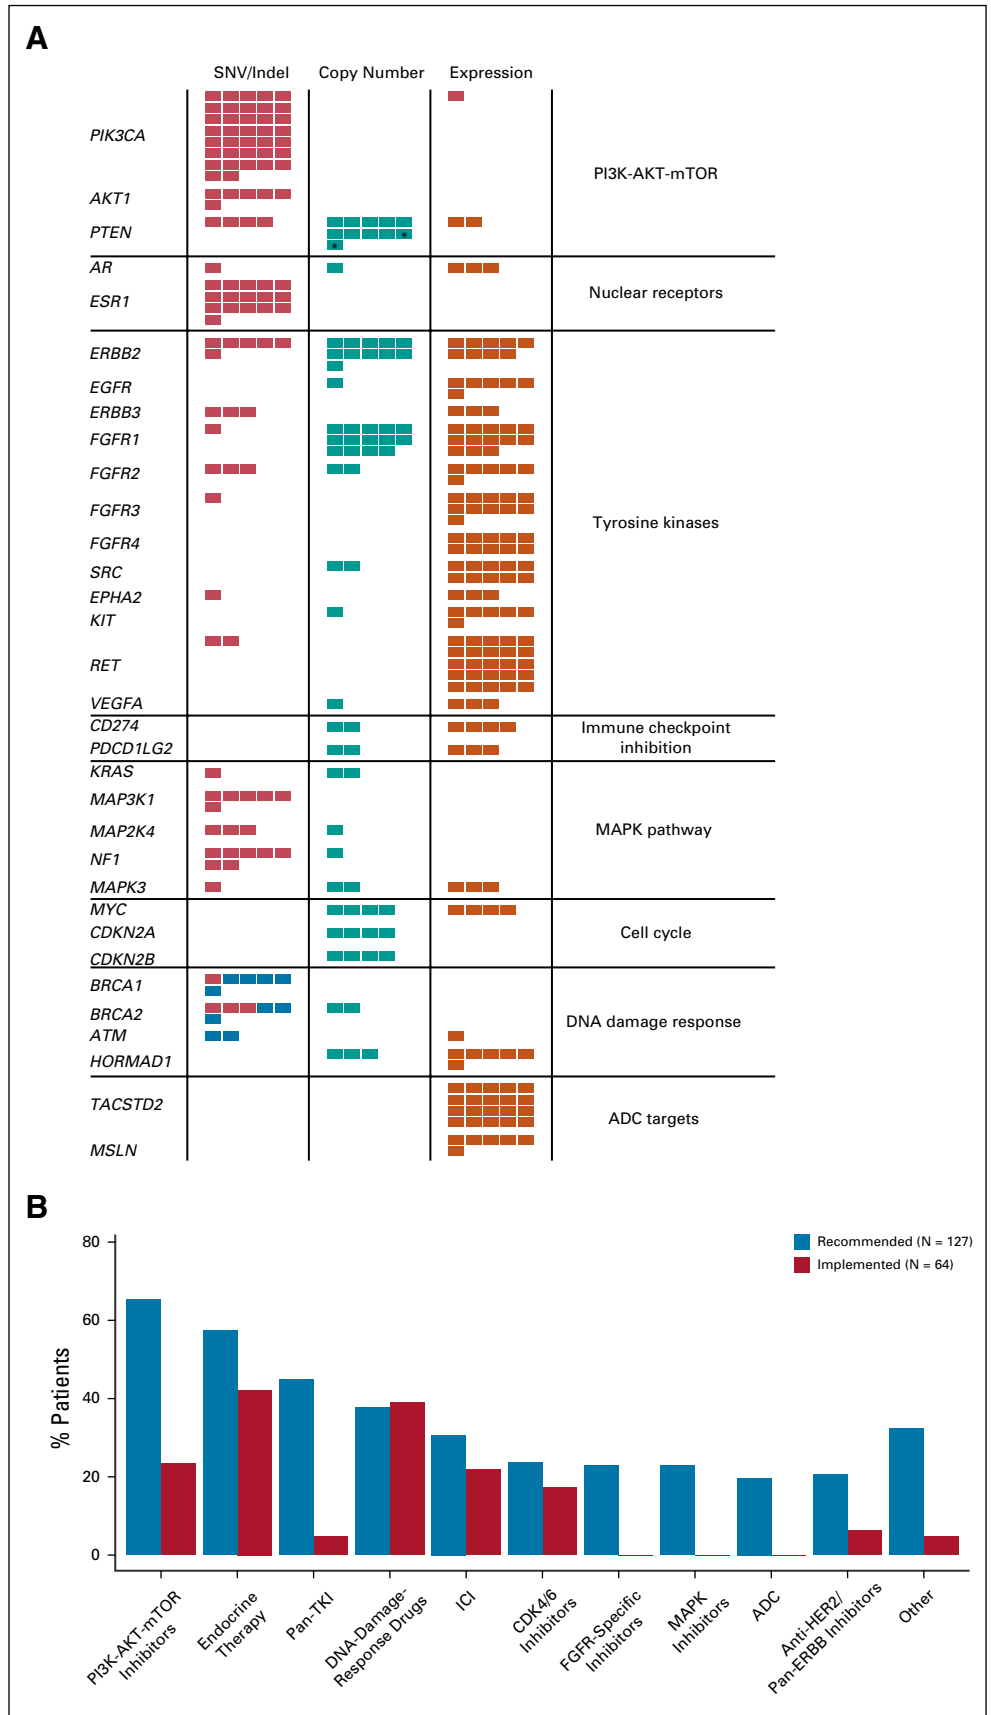 A
SNV/Indel Copy Number Expression
PIK3CA
PI3K-AKT-mTOR
AKT1
PTEN
*
*
AR
Nuclear receptors
ESR1
ERBB2
EGFR
ERBB3
FGFR1
FGFR2
FGFR3
Tyrosine kinases
FGFR4
SRC
EPHA2
KIT
RET
VEGFA
CD274
Immune checkpoint
inhibition
PDCD1LG2
KRAS
MAP3K1
MAP2K4
MAPK pathway
NF1
MAPK3
MYC
CDKN2A
Cell cycle
CDKN2B
BRCA1
BRCA2
DNA damage response
ATM
HORMAD1
TACSTD2
ADC targets
MSLN
B
% Patients
80
60
40
20
0
Recommended (N = 127)
Implemented (N = 64)
PI3K-AKT-mTOR
Inhibitors
Endocrine
Therapy
Pan-TKI
DNA-Damage-
Response Drugs
ICI
CDK4/6
Inhibitors
FGFR-Specific
Inhibitors
MAPK
Inhibitors
ADC
Anti-HER2/
Pan-ERBB Inhibitors
Other